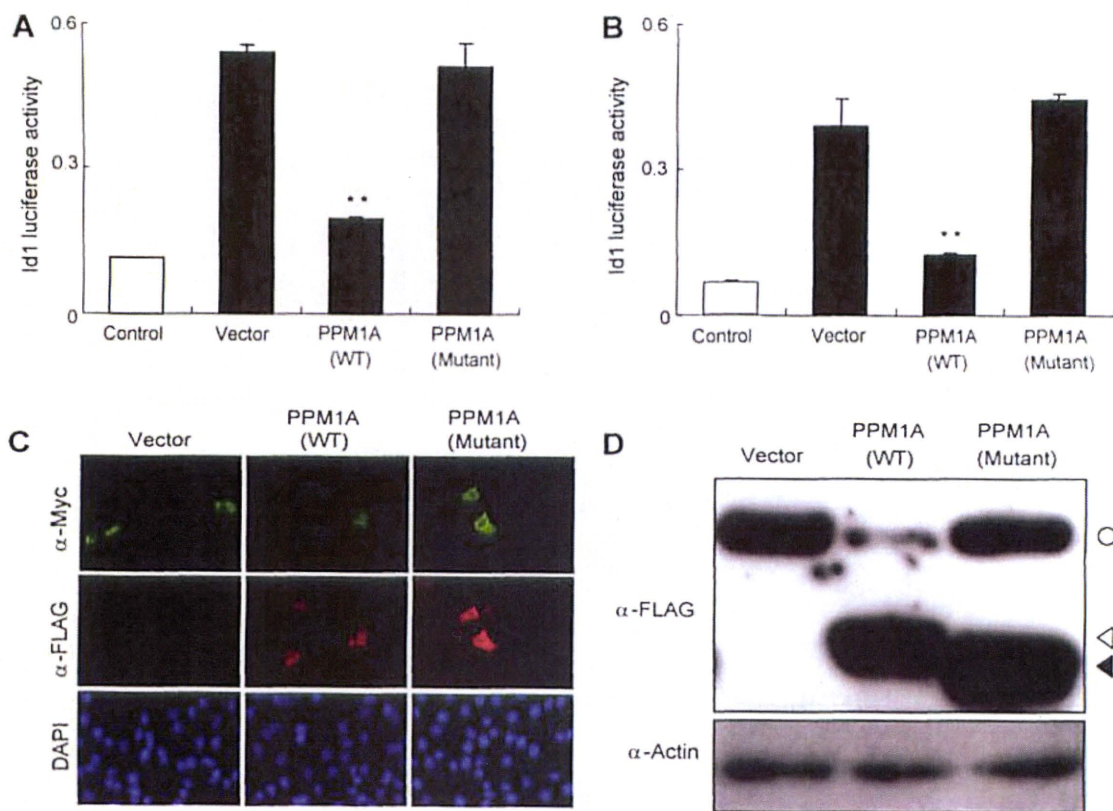 A
0.6
0.3
0
Id1 luciferase activity
Control
Vector
PPM1A
(WT)
PPM1A
(Mutant)
**
B
0.6
0.3
0
Id1 luciferase activity
Control
Vector
PPM1A
(WT)
PPM1A
(Mutant)
**
C
Vector
PPM1A
(WT)
PPM1A
(Mutant)
α-Myc
α-FLAG
DAPI
D
Vector
PPM1A
(WT)
PPM1A
(Mutant)
α-FLAG
α-Actin